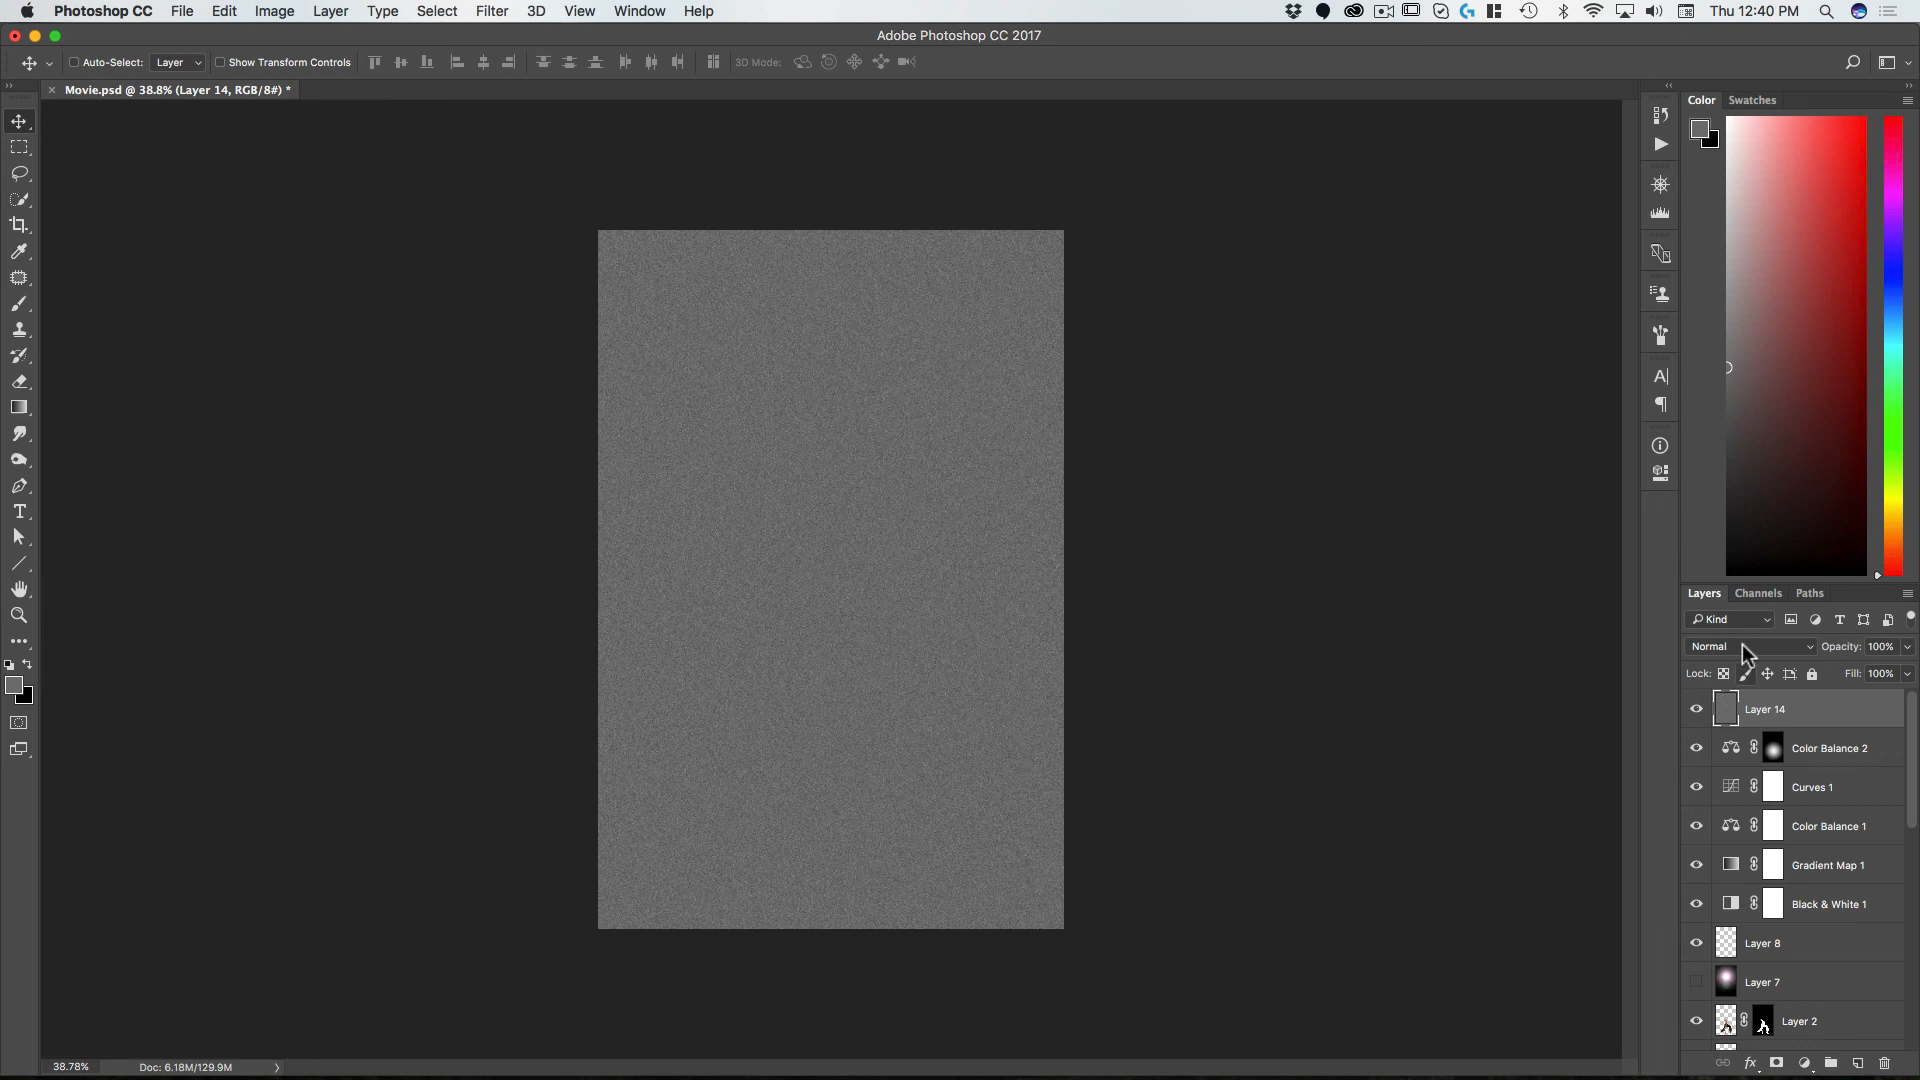 Photoshop CC File Edit Image Layer Type Select Filter 3D View Window Help Thu 12:40 PM
Adobe Photoshop CC 2017
Auto-Select: Layer Show Transform Controls 3D Mode:
Movie.psd @ 38.8% (Layer 14, RGB/8#) *
Color Swatches
Layers Channels Paths
Kind
Normal Opacity: 100%
Lock: Fill: 100%
Layer 14
Color Balance 2
Curves 1
Color Balance 1
Gradient Map 1
Black & White 1
Layer 8
Layer 7
Layer 2
38.78% Doc: 6.18M/129.9M